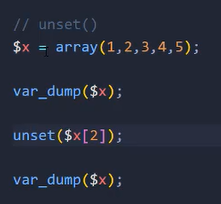 // unset()
$x = array(1,2,3,4,5);
var_dump($x);
unset($x[2]);
var_dump($x);